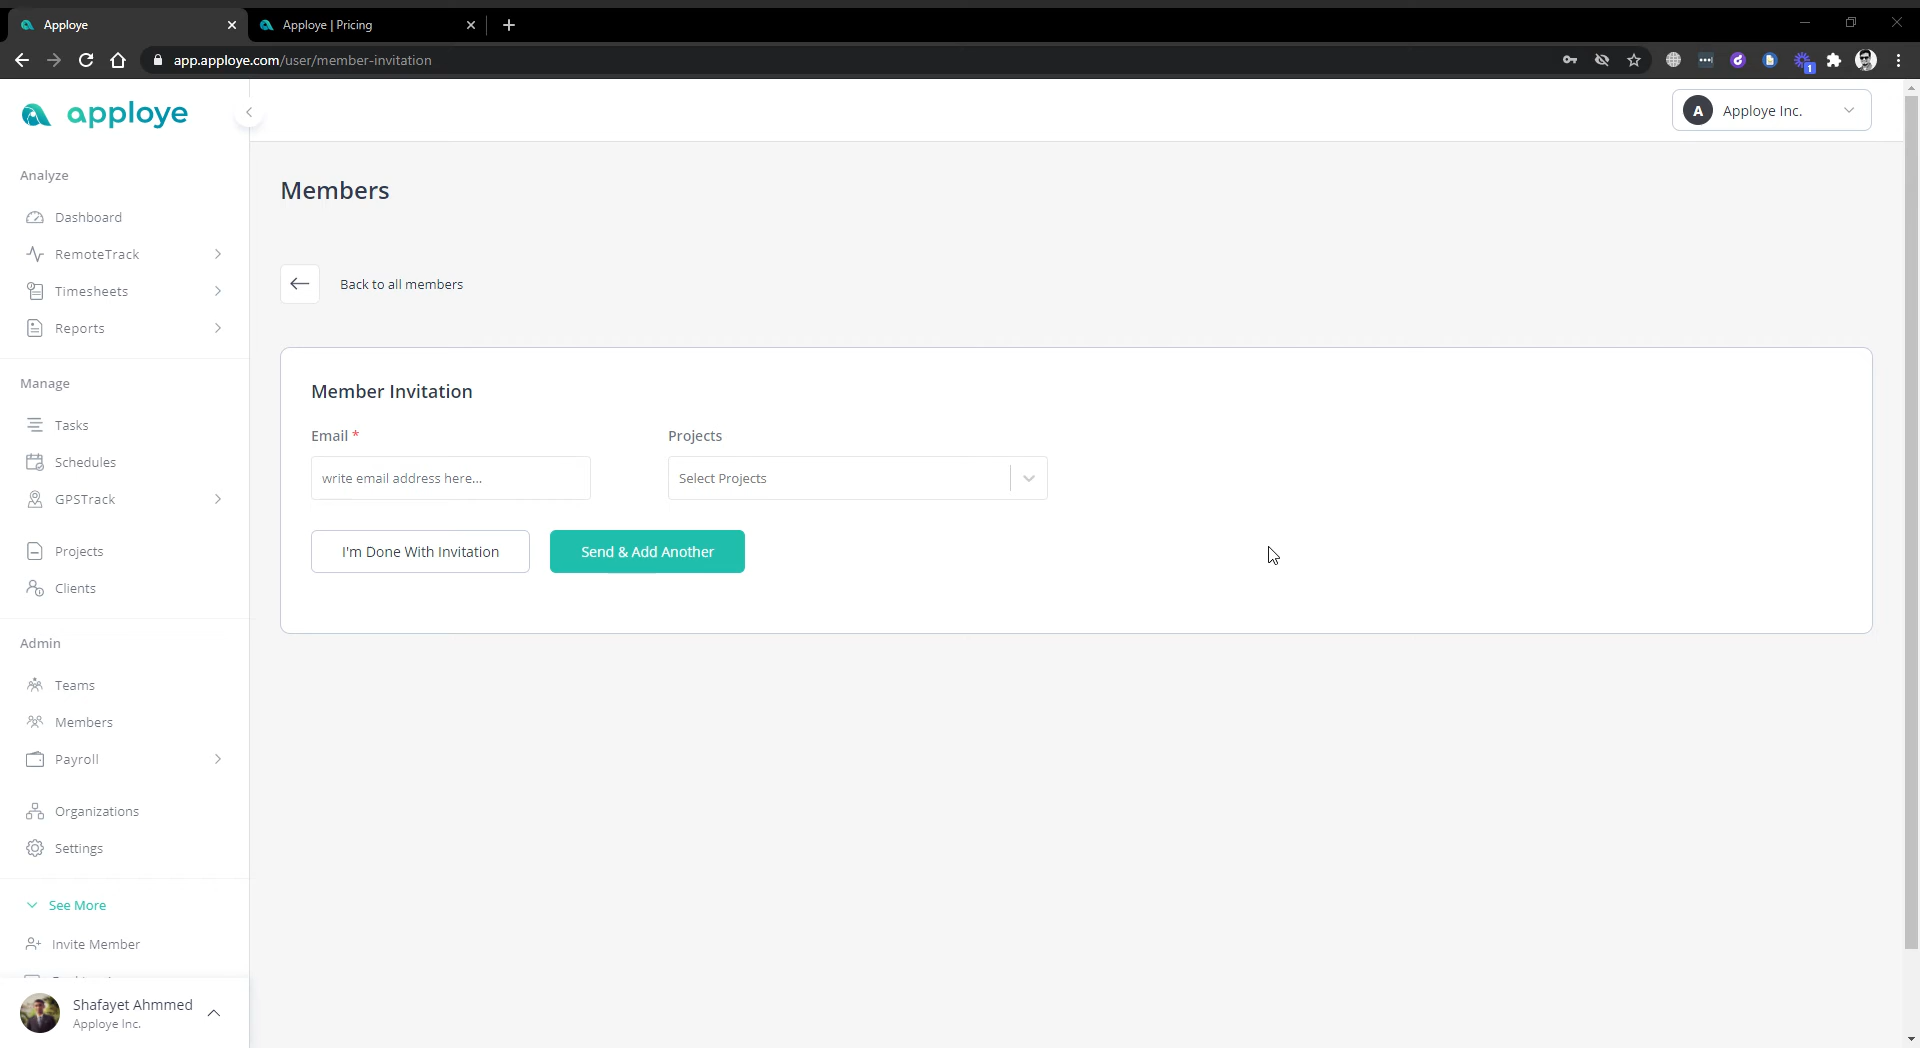 Apploye
Apploye | Pricing
app.apploye.com/user/member-invitation
1
apploye
A Apploye Inc.
Analyze
Dashboard
RemoteTrack
Timesheets
Reports
Manage
Tasks
Schedules
GPSTrack
Projects
Clients
Admin
Teams
Members
Payroll
Organizations
Settings
See More
Invite Member
Shafayet Ahmmed
Apploye Inc.
Members
Back to all members
Member Invitation
Email *
Projects
write email address here...
Select Projects
I'm Done With Invitation
Send & Add Another